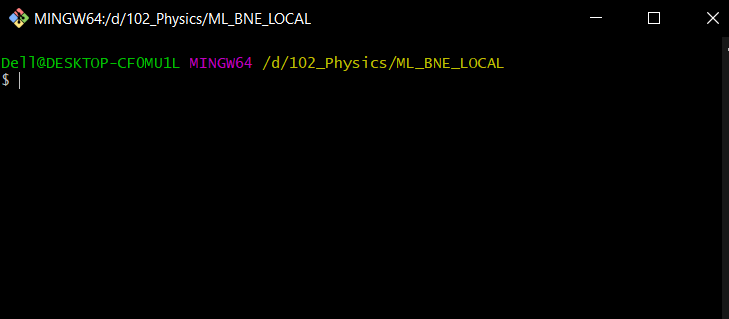 MINGW64:/d/102_Physics/ML_BNE_LOCAL
Dell@DESKTOP-CF0MU1L MINGW64 /d/102_Physics/ML_BNE_LOCAL
$